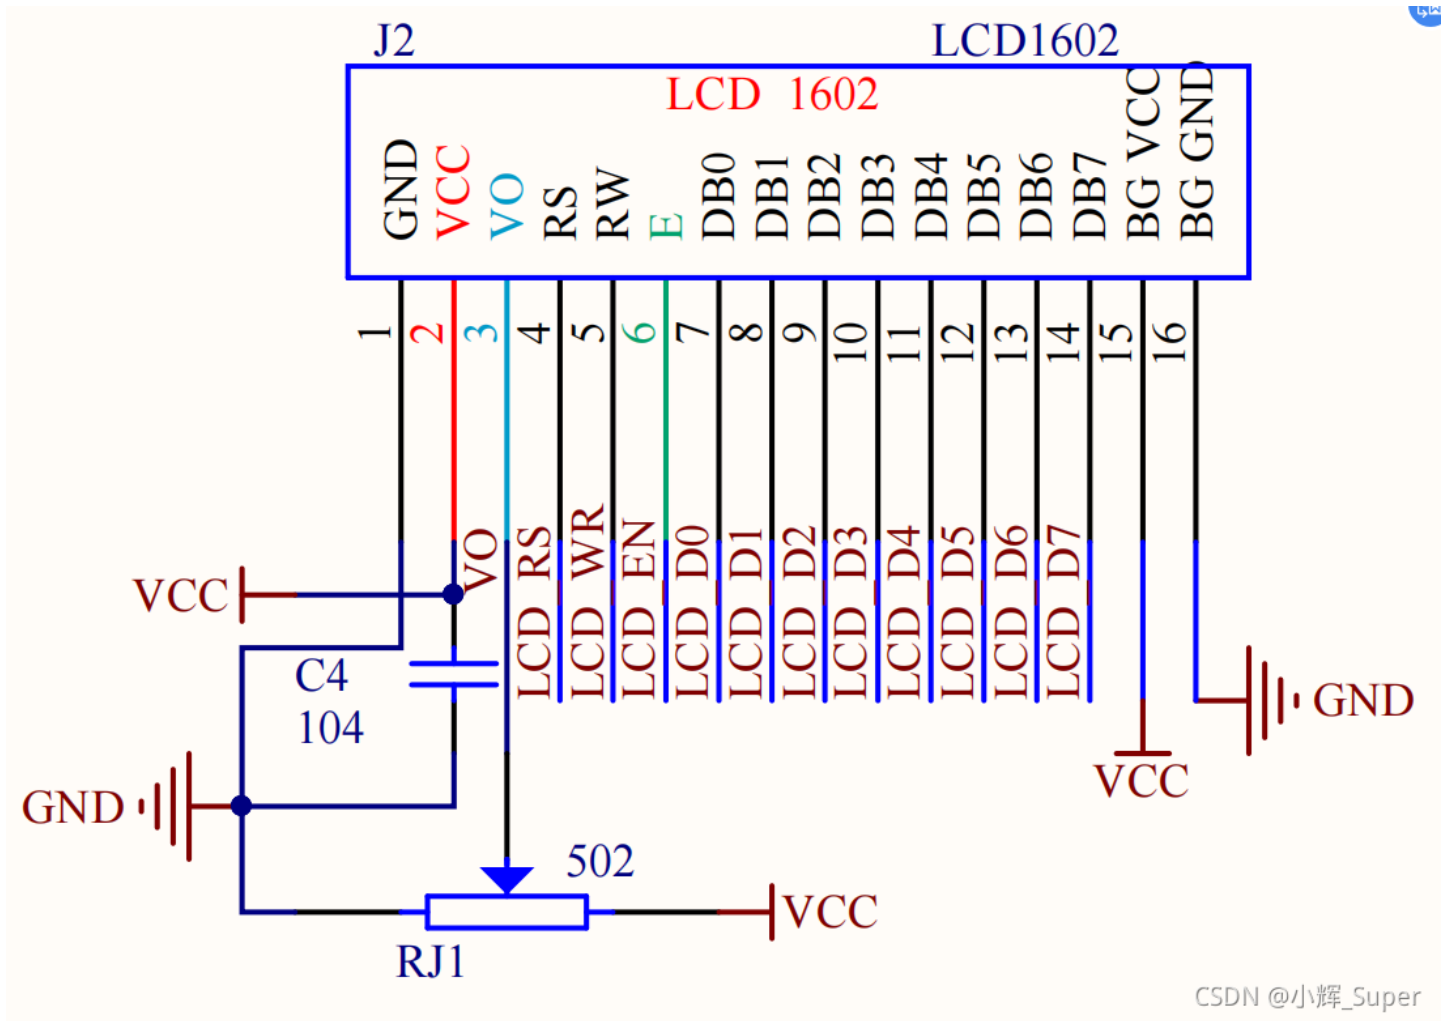 J2
LCD1602
LCD 1602
GND
VCC
VO
RS
RW
E
DB0
DB1
DB2
DB3
DB4
DB5
DB6
DB7
BG VCC
BG GND
1
2
3
4
5
6
7
8
9
10
11
12
13
14
15
16
VO
LCD RS
LCD WR
LCD EN
LCD D0
LCD D1
LCD D2
LCD D3
LCD D4
LCD D5
LCD D6
LCD D7
VCC
C4
104
GND
VCC
GND
502
VCC
RJ1
CSDN @小辉_Super